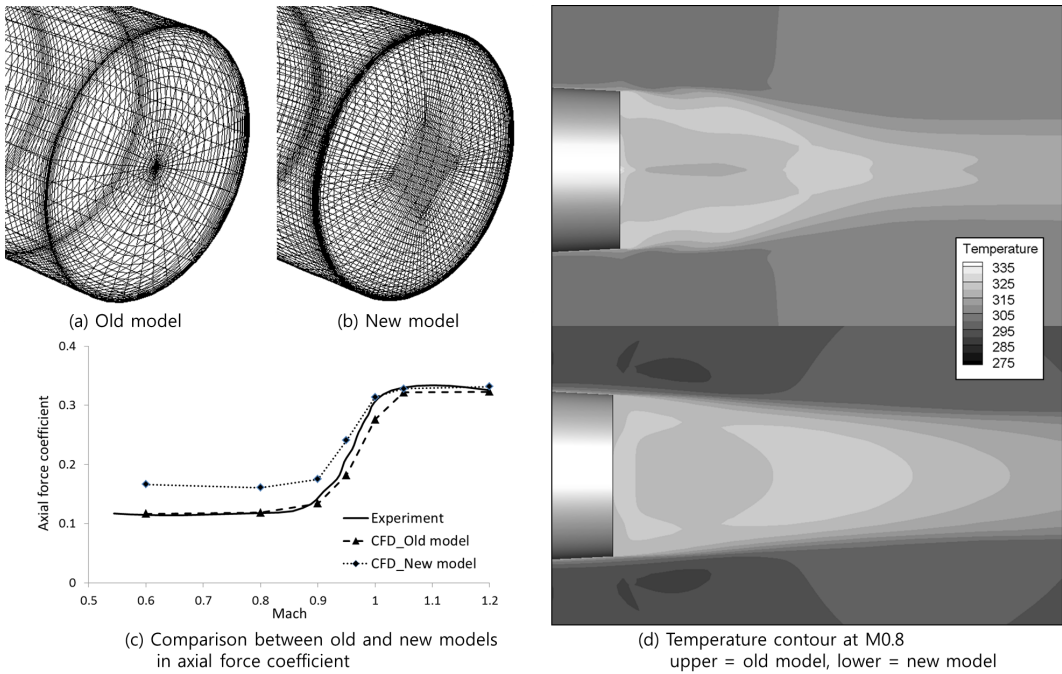 (a) Old model
(b) New model
0.4
0.3
0.2
0.1
0
Axial force coefficient
Experiment
CFD_Old model
CFD_New model
0.5
0.6
0.7
0.8
0.9
1
1.1
1.2
Mach
(c) Comparison between old and new models
in axial force coefficient
Temperature
335
325
315
305
295
285
275
(d) Temperature contour at M0.8
upper = old model, lower = new model